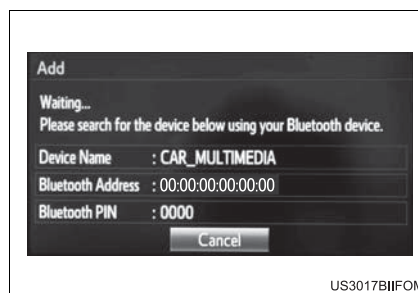 Add
Waiting...
Please search for the device below using your Bluetooth device.
Device Name : CAR_MULTIMEDIA
Bluetooth Address : 00:00:00:00:00:00
Bluetooth PIN : 0000
Cancel
US3017BIIFOM